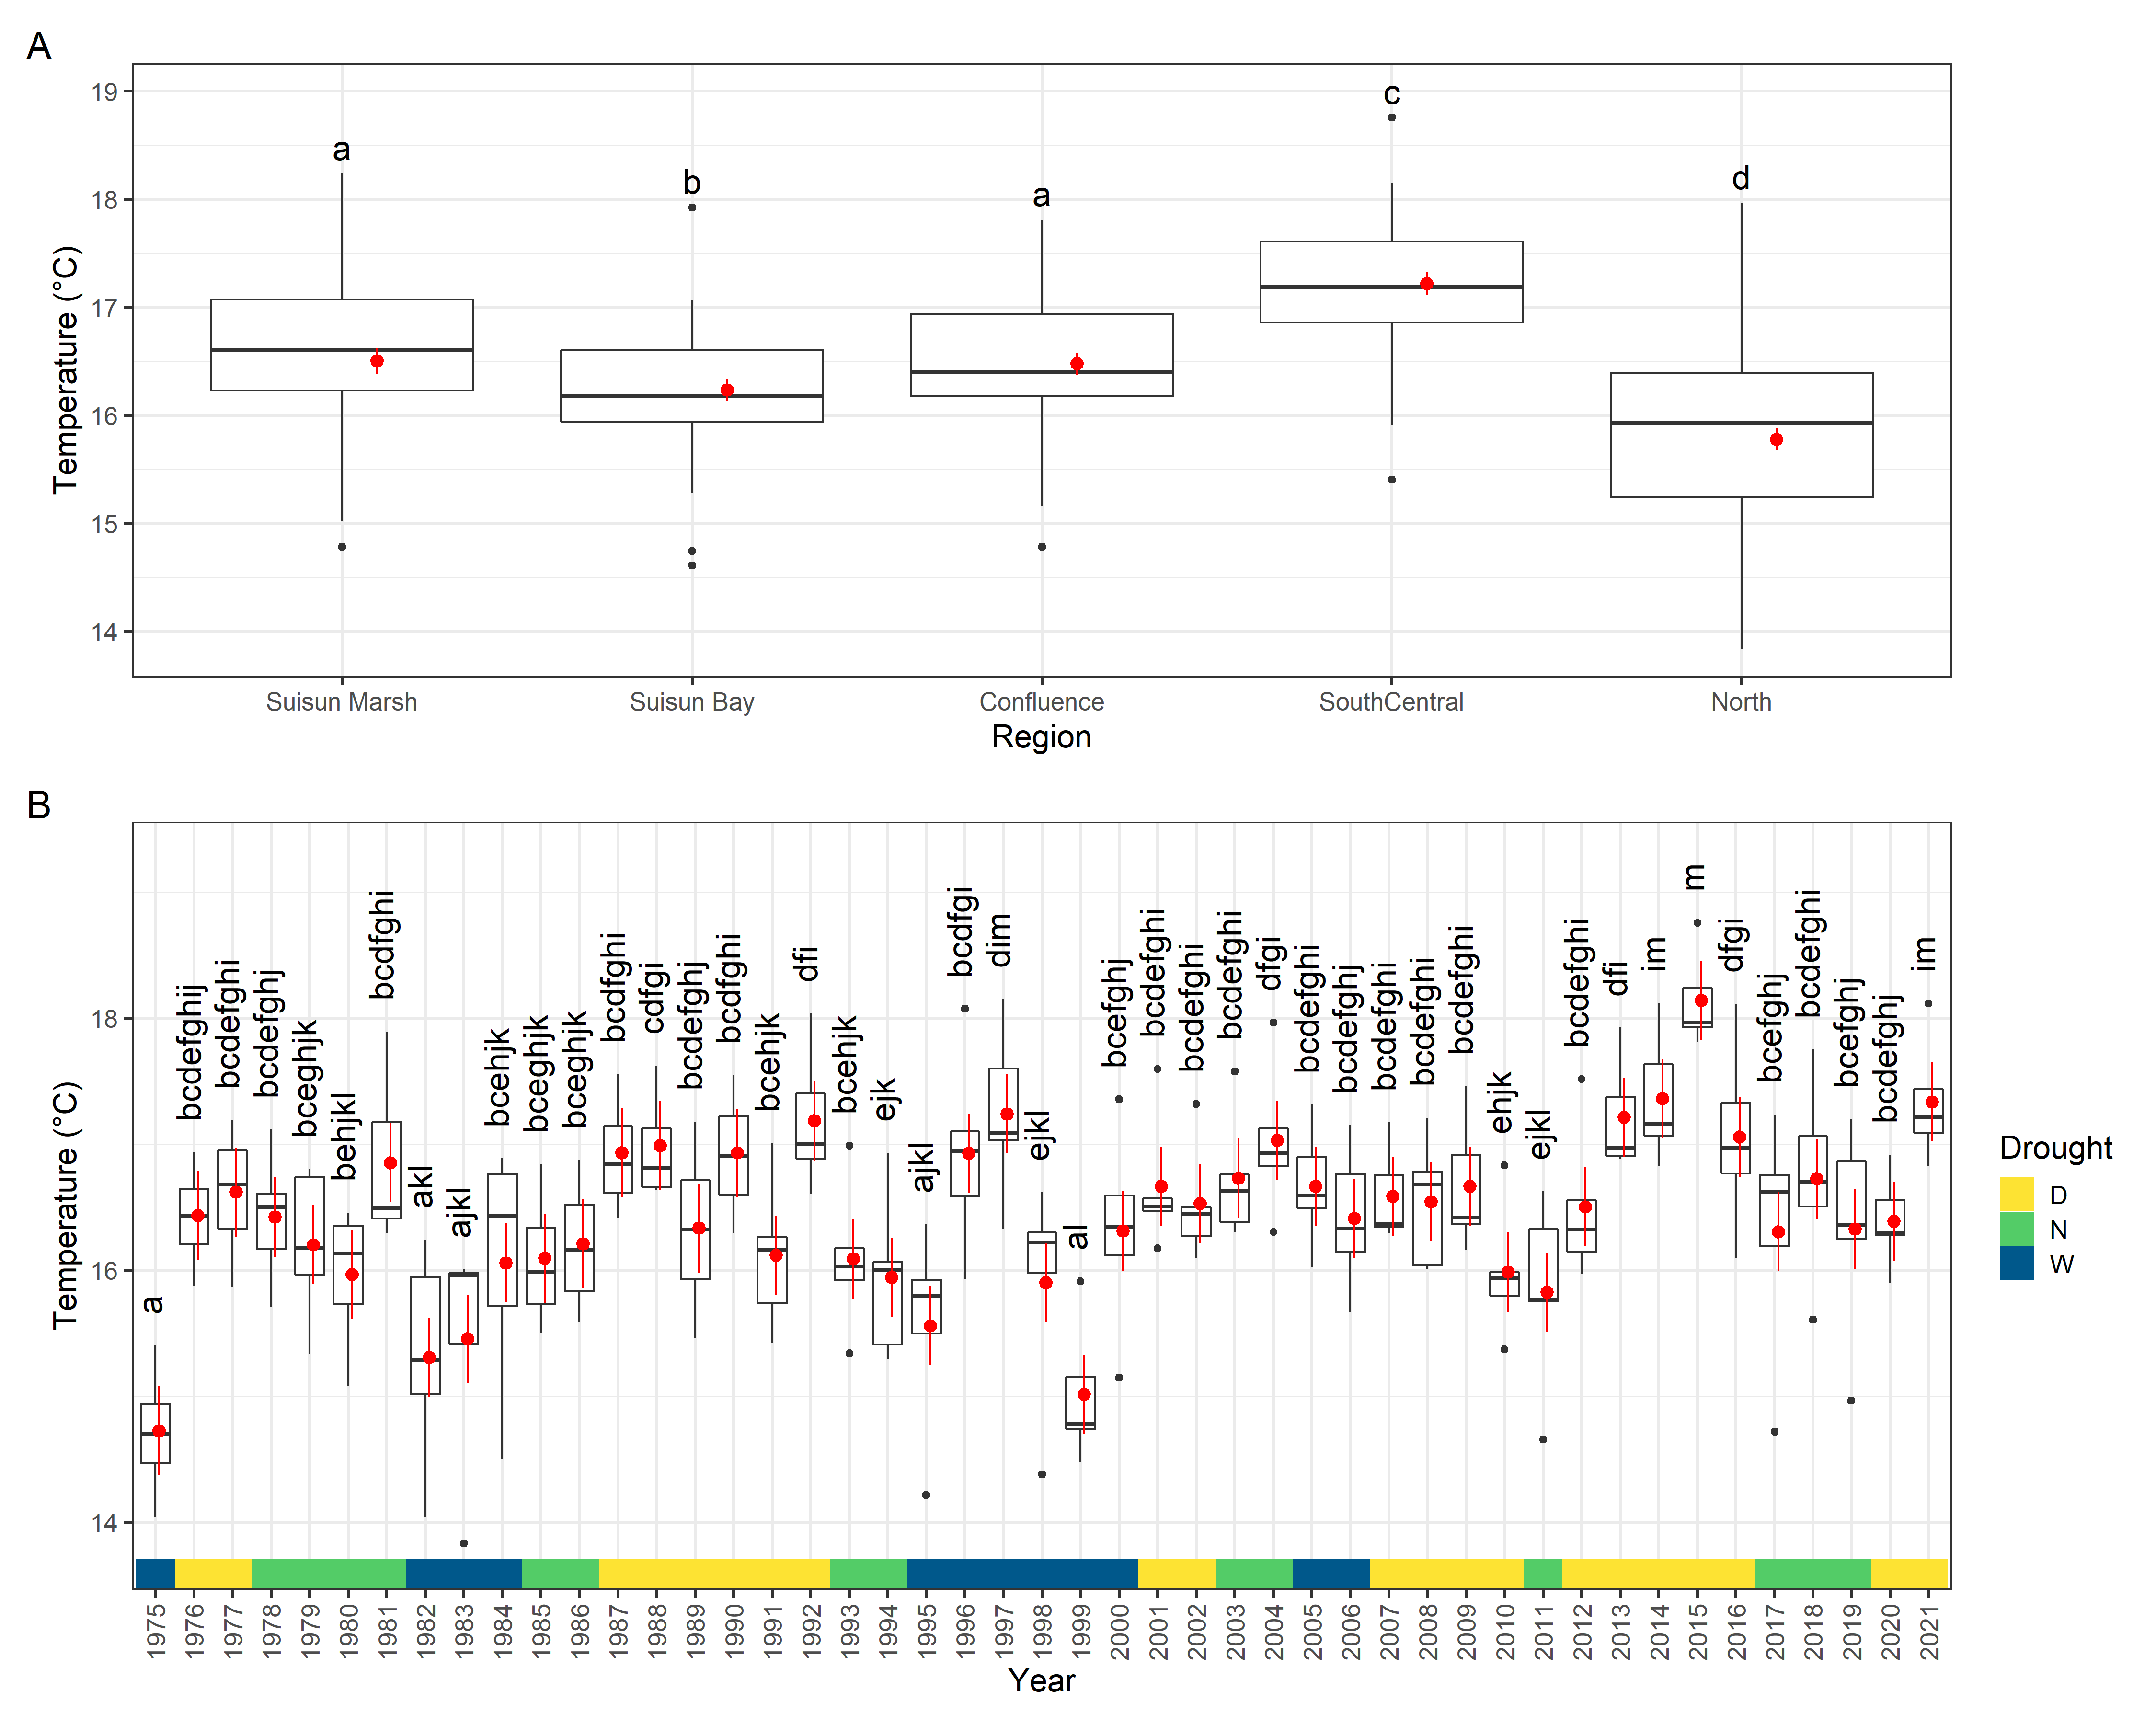 A
19
18
17
16
15
14
Temperature (°C)
a
b
a
c
d
Suisun Marsh
Suisun Bay
Confluence
SouthCentral
North
Region
B
18
16
14
Temperature (°C)
a
bcdefghij
bcdefghi
bcdefghj
bceghjk
behjkl
bcdfghi
akl
ajkl
bcehjk
bceghjk
bceghjk
bcdfghi
cdfgi
bcdefghj
bcdfghi
bcehjk
dfi
bcehjk
ejk
ajkl
bcdfgi
dim
ejkl
al
bcefghj
bcdefghi
bcdefghi
bcdefghi
dfgi
bcdefghi
bcdefghj
bcdefghi
bcdefghi
bcdefghi
ehjk
ejkl
bcdefghi
dfi
im
m
dfgi
bcefghj
bcdefghi
bcefghj
bcdefghj
im
1975
1976
1977
1978
1979
1980
1981
1982
1983
1984
1985
1986
1987
1988
1989
1990
1991
1992
1993
1994
1995
1996
1997
1998
1999
2000
2001
2002
2003
2004
2005
2006
2007
2008
2009
2010
2011
2012
2013
2014
2015
2016
2017
2018
2019
2020
2021
Year
Drought
D
N
W